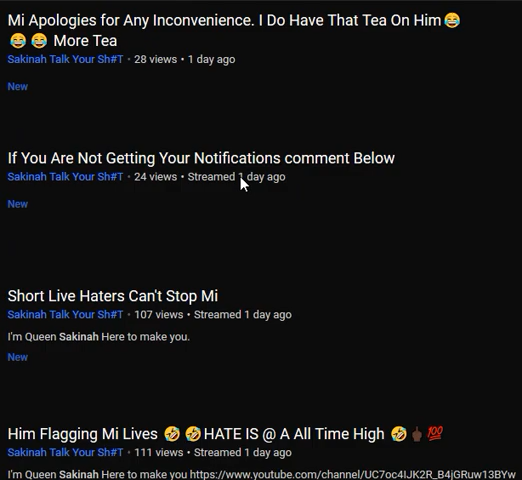 Mi Apologies for Any Inconvenience. I Do Have That Tea On Him😂
😂 😂 More Tea
Sakinah Talk Your Sh#T • 28 views • 1 day ago
New
If You Are Not Getting Your Notifications comment Below
Sakinah Talk Your Sh#T • 24 views • Streamed 1 day ago
New
Short Live Haters Can't Stop Mi
Sakinah Talk Your Sh#T • 107 views • Streamed 1 day ago
I'm Queen Sakinah Here to make you.
New
Him Flagging Mi Lives 🤣 🤣HATE IS @ A All Time High 🤣🖕🏿💯
Sakinah Talk Your Sh#T • 111 views • Streamed 1 day ago
I'm Queen Sakinah Here to make you https://www.youtube.com/channel/UC7oc4IJK2R_B4jGRuw13BYw